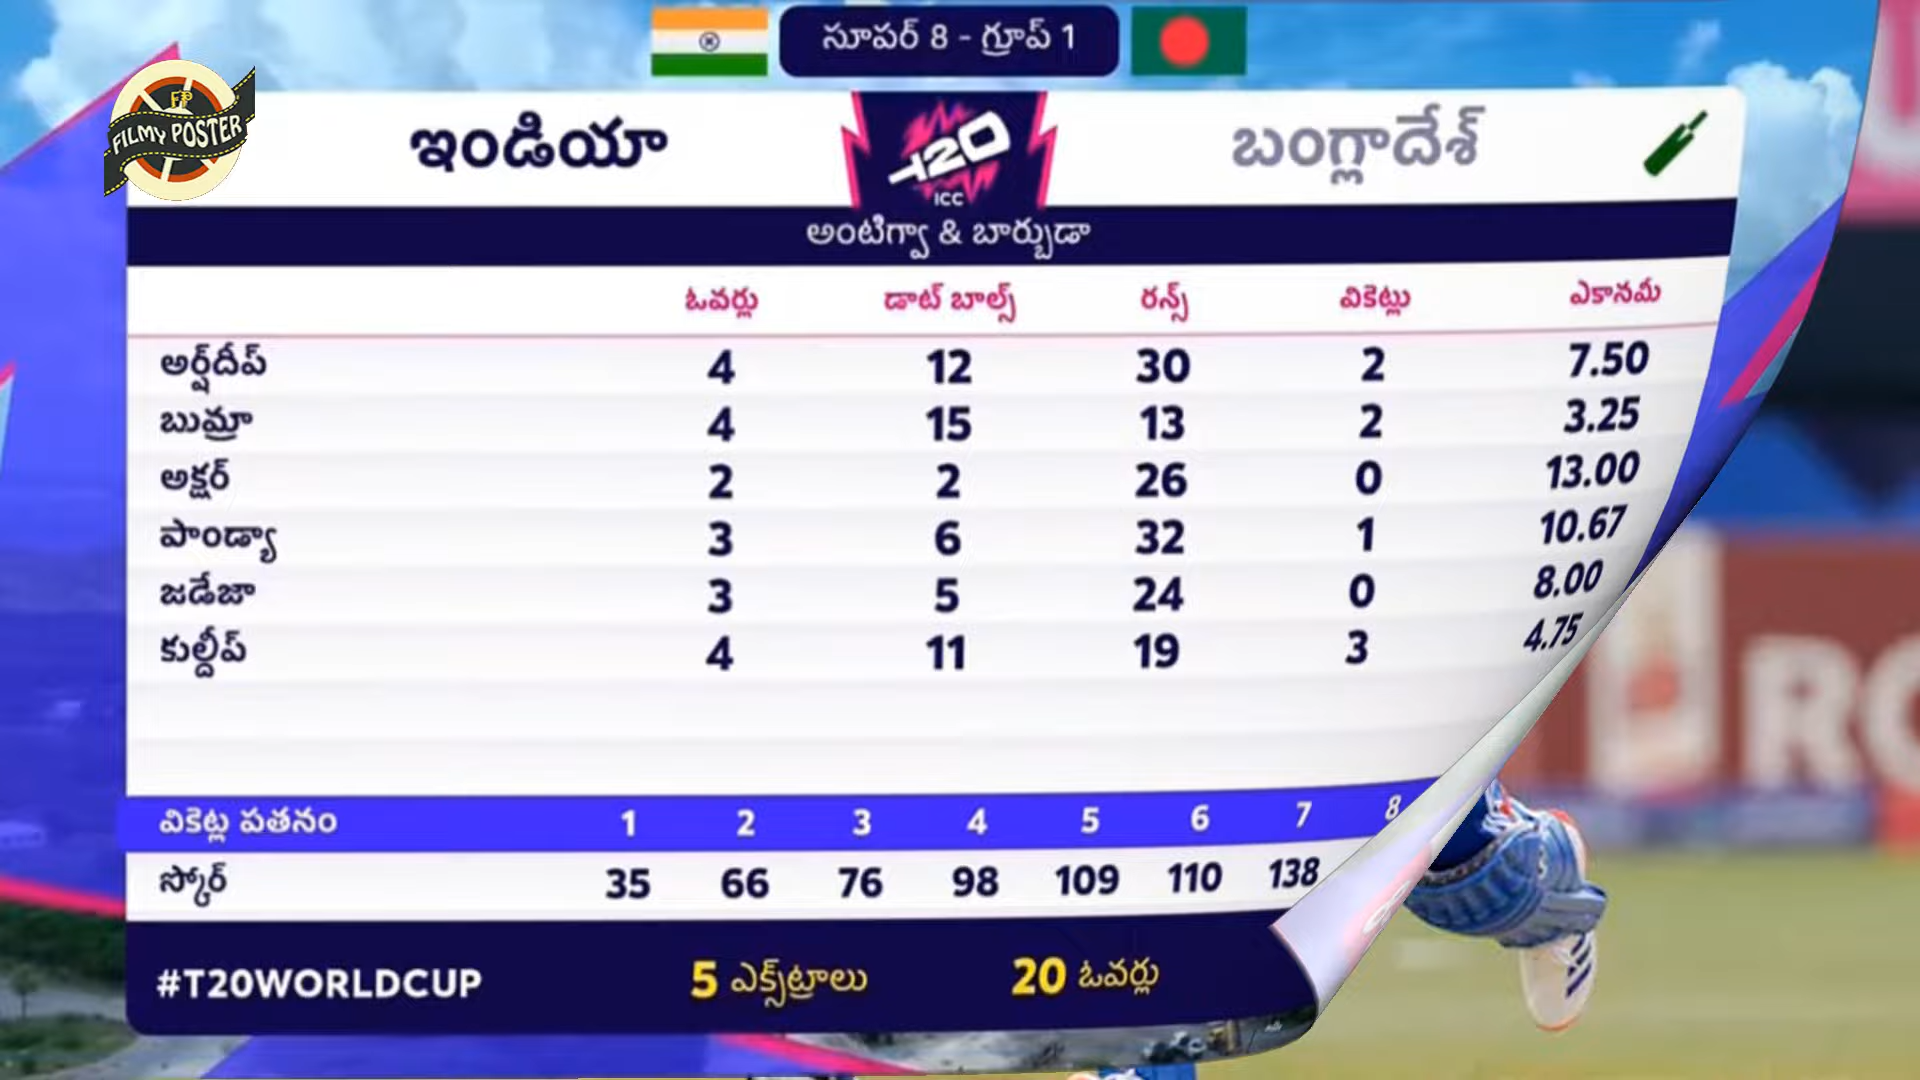 సూపర్ 8 - గ్రూప్ 1
FP
FILMY POSTER
ఇండియా
T20
ICC
బంగ్లాదేశ్
అంటిగ్వా & బార్బుడా
ఓవర్లు డాట్ బాల్స్ రన్స్ వికెట్లు ఎకానమీ
అర్ష్‌దీప్ 4 12 30 2 7.50
బుమ్రా 4 15 13 2 3.25
అక్షర్ 2 2 26 0 13.00
పాండ్యా 3 6 32 1 10.67
జడేజా 3 5 24 0 8.00
కుల్దీప్ 4 11 19 3 4.75
వికెట్ల పతనం 1 2 3 4 5 6 7 8
స్కోర్ 35 66 76 98 109 110 138
#T20WORLDCUP 5 ఎక్స్‌ట్రాలు 20 ఓవర్లు